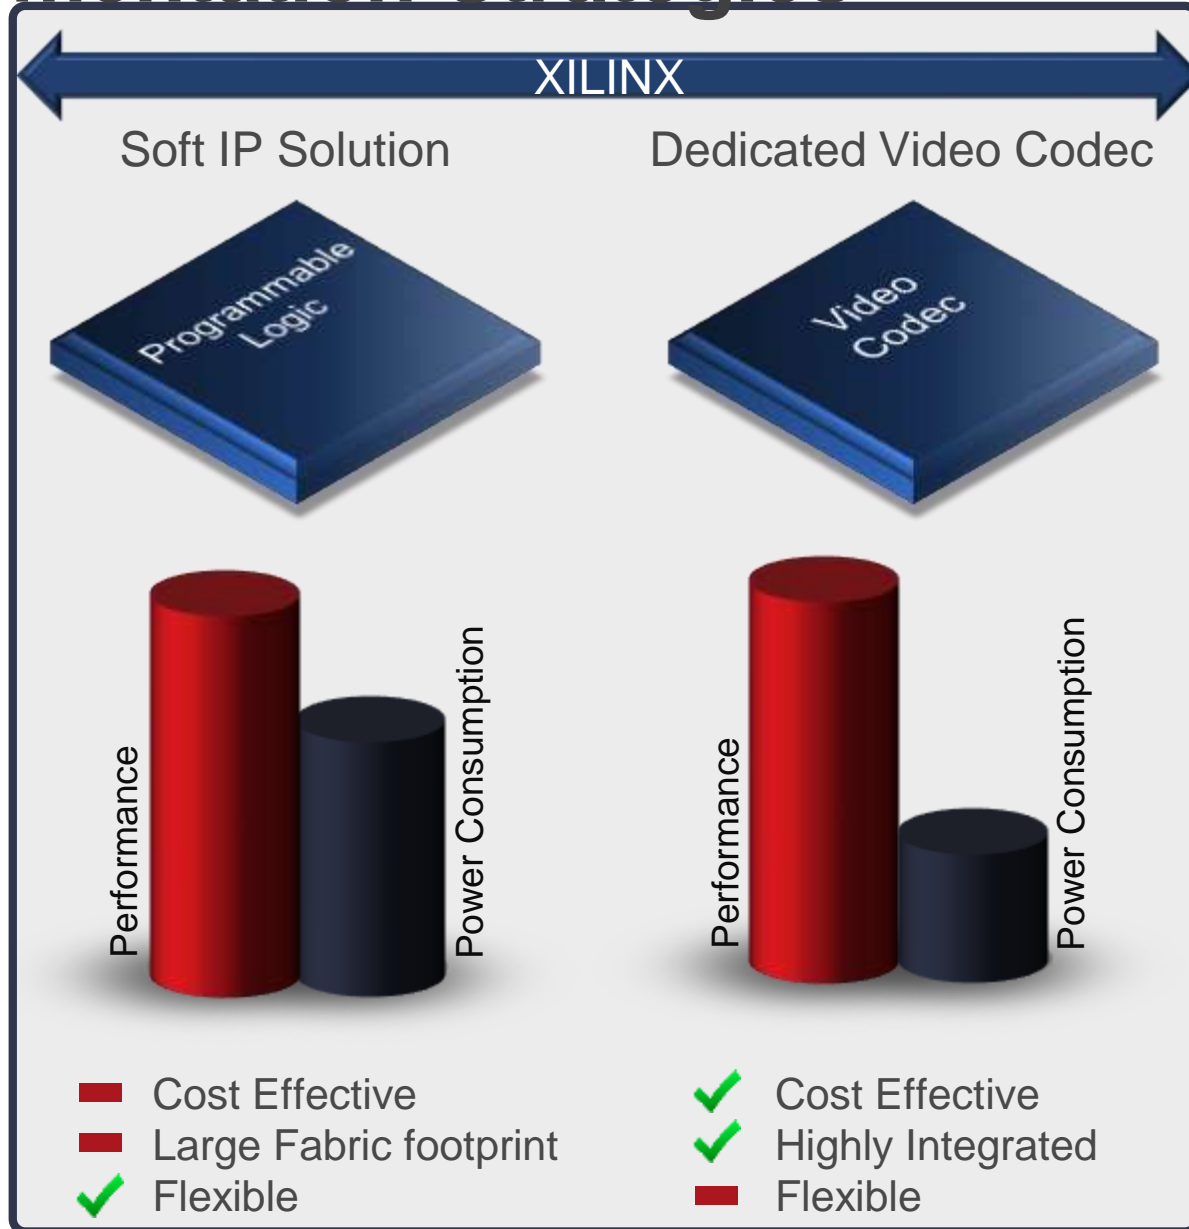 XILINX
Soft IP Solution
Dedicated Video Codec
Programmable
Logic
Video
Codec
Performance
Power Consumption
Performance
Power Consumption
Cost Effective
Large Fabric footprint
Flexible
Cost Effective
Highly Integrated
Flexible